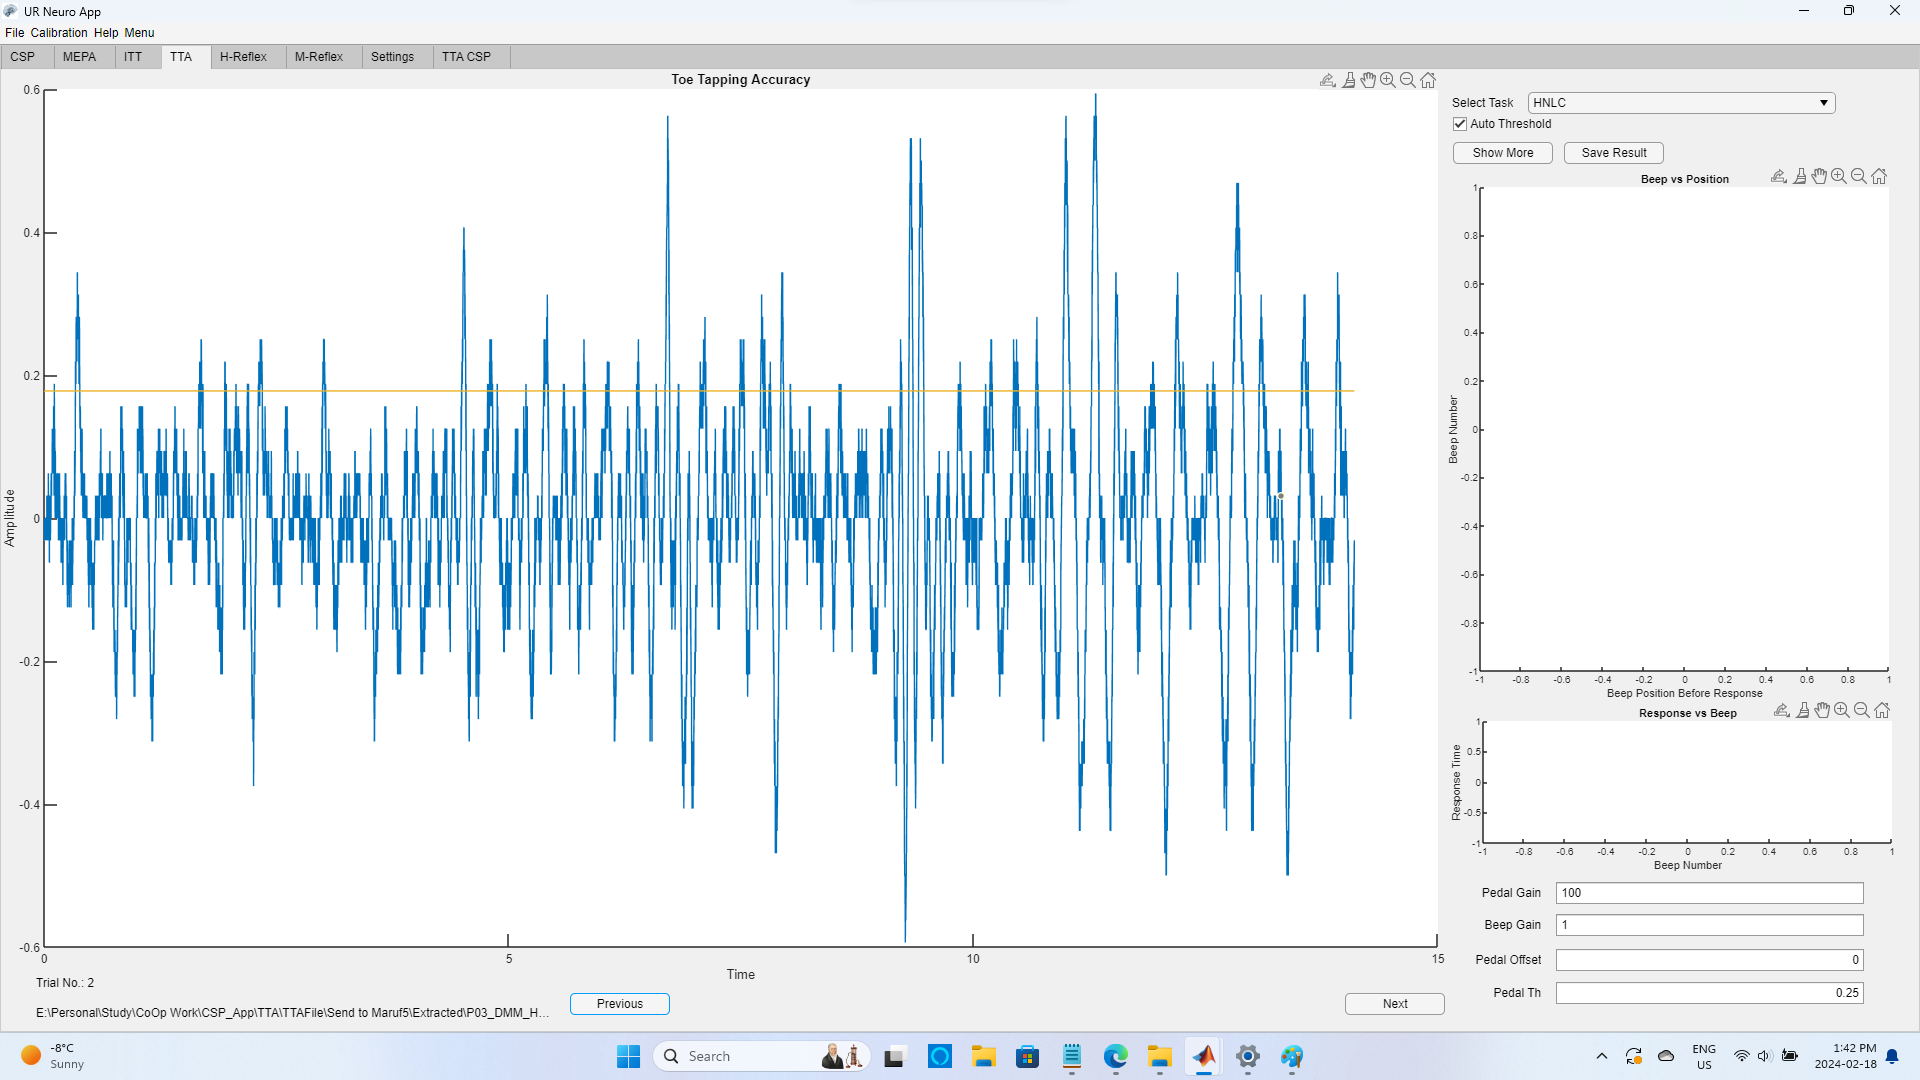 UR Neuro App
File Calibration Help Menu
CSP MEPA ITT TTA H-Reflex M-Reflex Settings TTA CSP
Toe Tapping Accuracy
0.6
0.4
0.2
0
-0.2
-0.4
-0.6
Amplitude
0 5 10 15
Time
Trial No.: 2
E:\Personal\Study\CoOp Work\CSP_App\TTA\TTAFile\Send to Maruf5\Extracted\P03_DMM_H...
Previous
Next
Select Task HNLC
Auto Threshold
Show More Save Result
Beep vs Position
1
0.8
0.6
0.4
0.2
0
-0.2
-0.4
-0.6
-0.8
-1
Beep Number
-1 -0.8 -0.6 -0.4 -0.2 0 0.2 0.4 0.6 0.8 1
Beep Position Before Response
Response vs Beep
1
0.5
0
-0.5
-1
Response Time
-1 -0.8 -0.6 -0.4 -0.2 0 0.2 0.4 0.6 0.8 1
Beep Number
Pedal Gain 100
Beep Gain 1
Pedal Offset 0
Pedal Th 0.25
-8°C
Sunny
Search
ENG
US
1:42 PM
2024-02-18